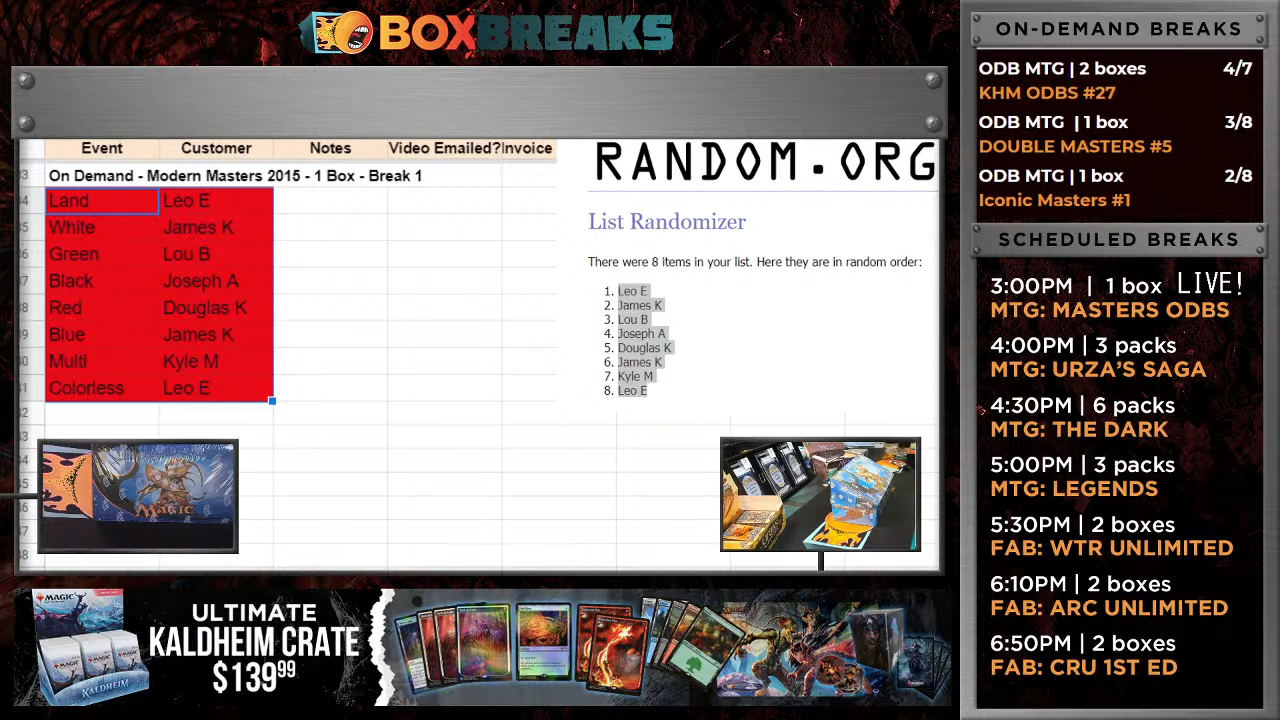 BOXBREAKS
Event Customer Notes Video Emailed? Invoice
On Demand - Modern Masters 2015 - 1 Box - Break 1
Land Leo E
White James K
Green Lou B
Black Joseph A
Red Douglas K
Blue James K
Multi Kyle M
Colorless Leo E
RANDOM.ORG
List Randomizer
There were 8 items in your list. Here they are in random order:
1. Leo E
2. James K
3. Lou B
4. Joseph A
5. Douglas K
6. James K
7. Kyle M
8. Leo E
MAGIC
MAGIC
KALDHEIM
ULTIMATE
KALDHEIM CRATE
$139.99
ON-DEMAND BREAKS
ODB MTG | 2 boxes 4/7
KHM ODBS #27
ODB MTG | 1 box 3/8
DOUBLE MASTERS #5
ODB MTG | 1 box 2/8
Iconic Masters #1
SCHEDULED BREAKS
3:00PM | 1 box LIVE!
MTG: MASTERS ODBS
4:00PM | 3 packs
MTG: URZA'S SAGA
4:30PM | 6 packs
MTG: THE DARK
5:00PM | 3 packs
MTG: LEGENDS
5:30PM | 2 boxes
FAB: WTR UNLIMITED
6:10PM | 2 boxes
FAB: ARC UNLIMITED
6:50PM | 2 boxes
FAB: CRU 1ST ED